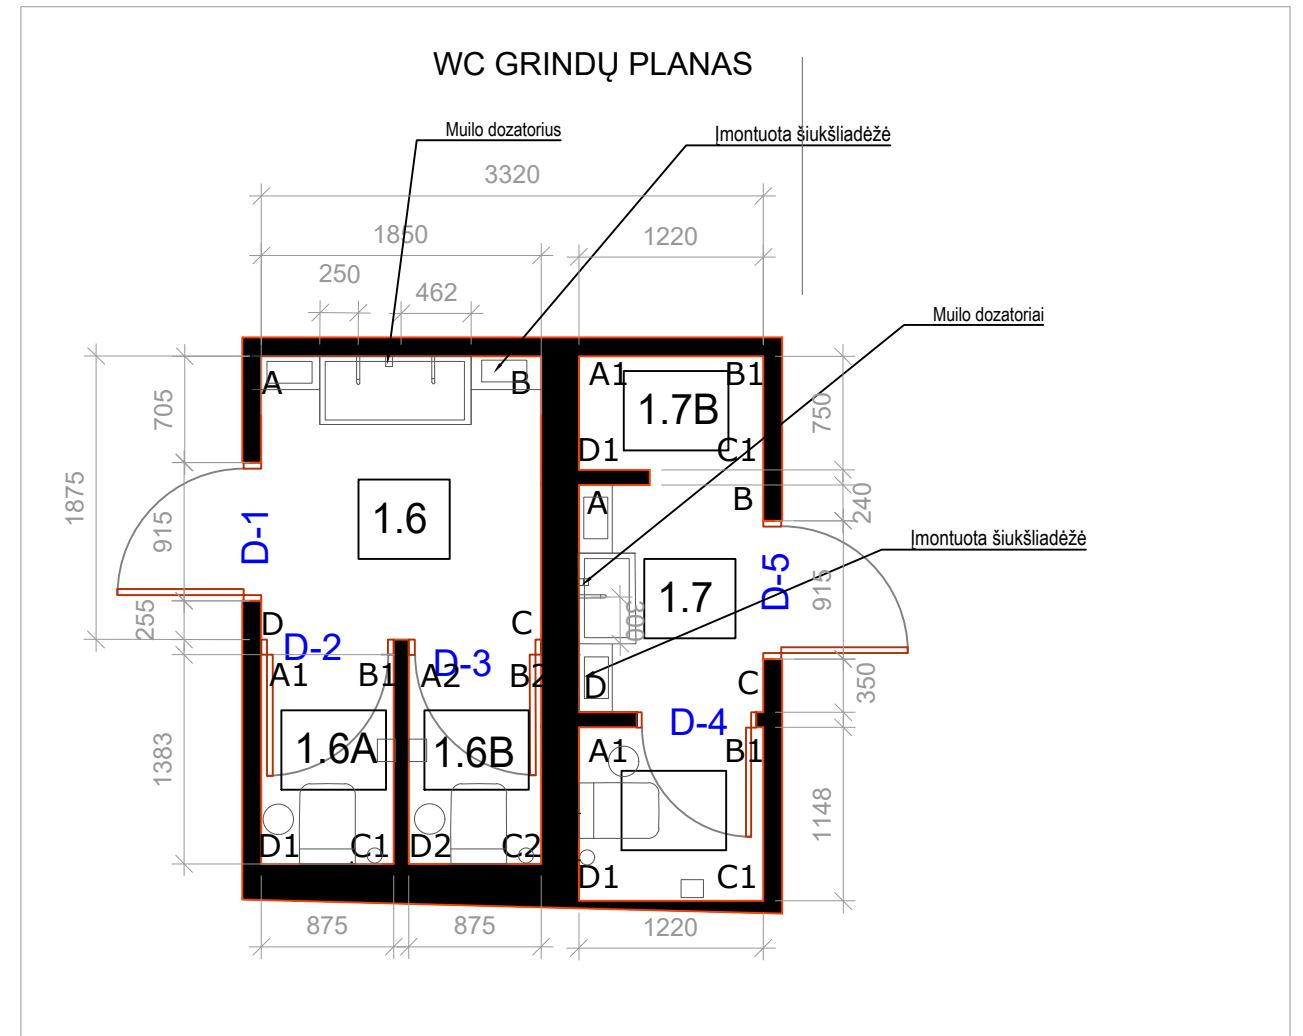 WC GRINDŲ PLANAS
Muilo dozatorius
Įmontuota šiukšliadėžė
3320
1850
1220
250
462
Muilo dozatoriai
A
B
A1
B1
1.7B
D1
C1
705
750
1875
1.6
A
B
240
D-1
915
Įmontuota šiukšliadėžė
D-5
915
1.7
300
255
D
C
D-2
D-3
D
C
350
A1
B1
A2
B2
D-4
1.6A
1.6B
A1
B1
1383
1148
D1
C1
D2
C2
D1
C1
875
875
1220